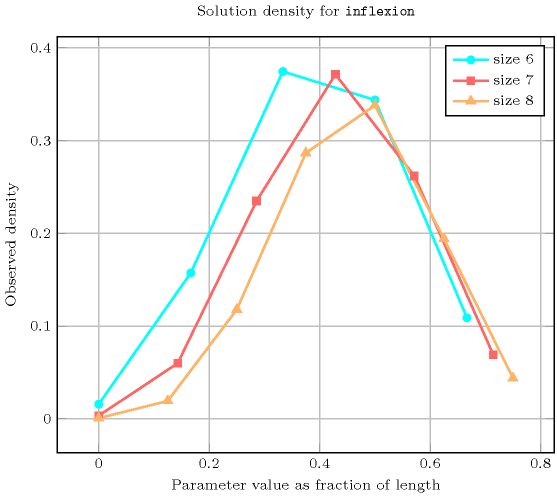 Solution density for inflexion
size 6
size 7
size 8
0.4
0.3
0.2
0.1
0
Observed density
0 0.2 0.4 0.6 0.8
Parameter value as fraction of length